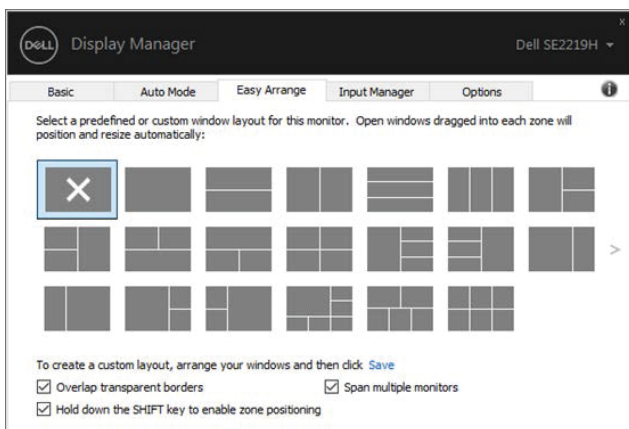 x
DELL
Display Manager
Dell SE2219H
Basic
Auto Mode
Easy Arrange
Input Manager
Options
Select a predefined or custom window layout for this monitor. Open windows dragged into each zone will
position and resize automatically:
To create a custom layout, arrange your windows and then click Save
Overlap transparent borders
Span multiple monitors
Hold down the SHIFT key to enable zone positioning